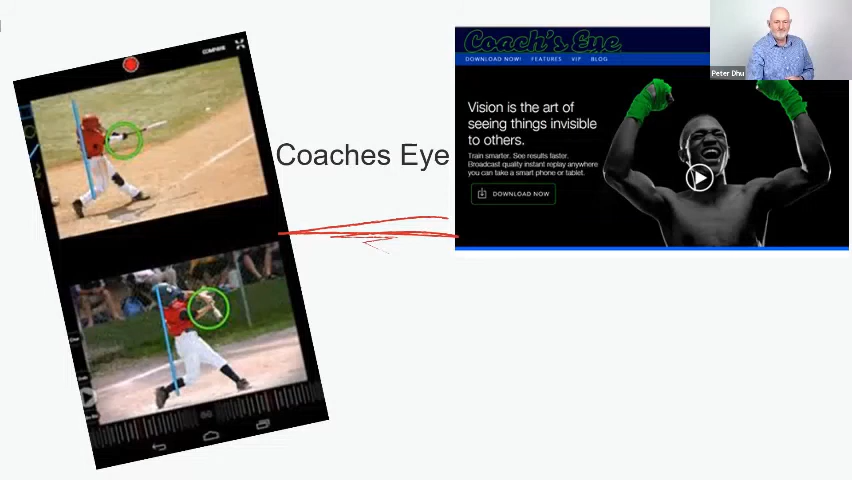 COMPARE
Coaches Eye
Coach's Eye
DOWNLOAD NOW! FEATURES VIP BLOG
Vision is the art of
seeing things invisible
to others.
Train smarter. See results faster.
Broadcast quality instant replay anywhere
you can take a smart phone or tablet.
DOWNLOAD NOW
Peter Dhu